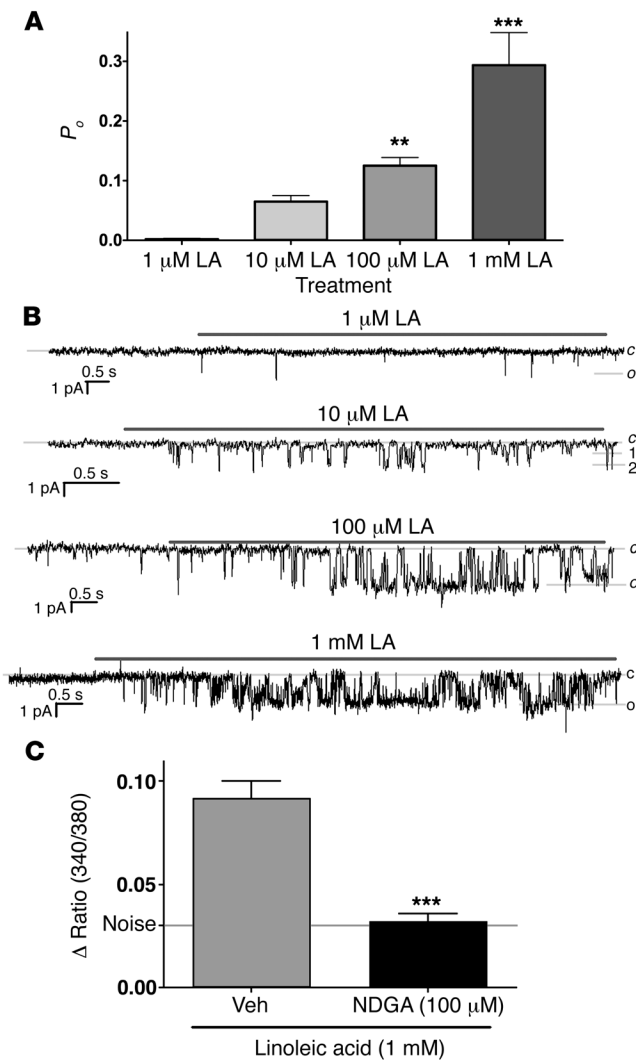 A
***
0.3
P₀
0.2
**
0.1
0.0
1 μM LA 10 μM LA 100 μM LA 1 mM LA
Treatment
B
1 μM LA
c
0.5 s
o
1 pA
10 μM LA
c
1
0.5 s
2
1 pA
100 μM LA
c
0.5 s
o
1 pA
1 mM LA
c
0.5 s
o
1 pA
C
0.10
Δ Ratio (340/380)
0.05
***
Noise
0.00
Veh NDGA (100 μM)
Linoleic acid (1 mM)